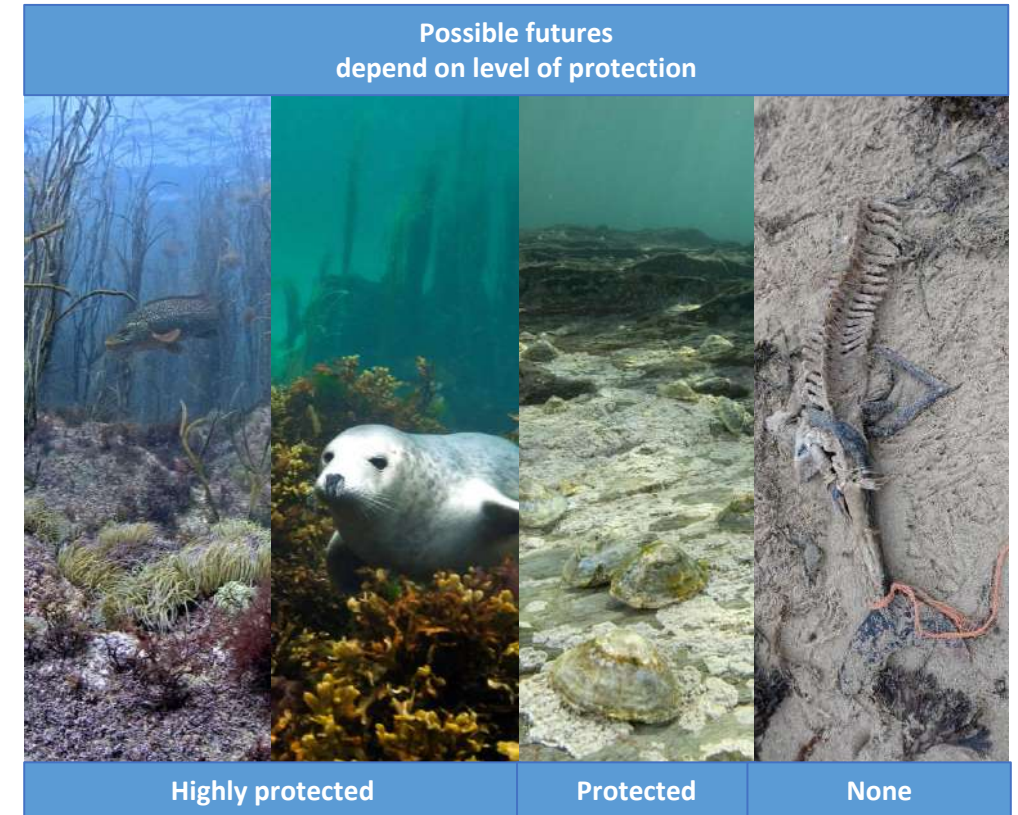 Possible futures
depend on level of protection
Highly protected
Protected
None